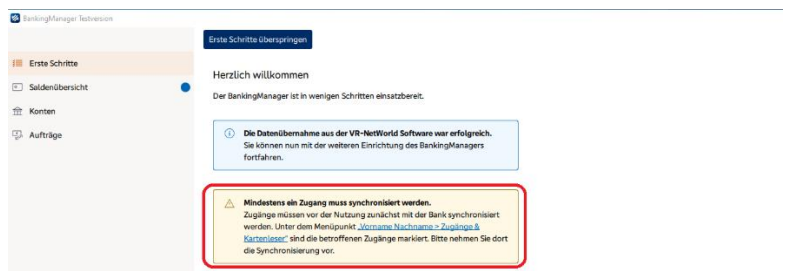 BankingManager Testversion
Erste Schritte überspringen
Erste Schritte
Saldenübersicht
Konten
Aufträge
Herzlich willkommen
Der BankingManager ist in wenigen Schritten einsatzbereit.
Die Datenübernahme aus der VR-NetWorld Software war erfolgreich.
Sie können nun mit der weiteren Einrichtung des BankingManagers
fortfahren.
Mindestens ein Zugang muss synchronisiert werden.
Zugänge müssen vor der Nutzung zunächst mit der Bank synchronisiert
werden. Unter dem Menüpunkt „Vorname Nachname > Zugänge &
Kartenleser“ sind die betroffenen Zugänge markiert. Bitte nehmen Sie dort
die Synchronisierung vor.